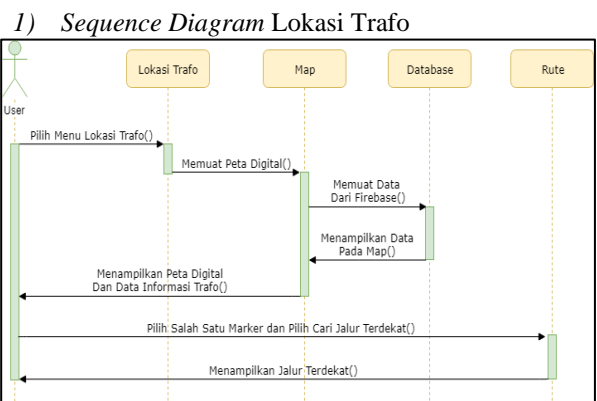 1) Sequence Diagram Lokasi Trafo
Lokasi Trafo
Map
Database
Rute
User
Pilih Menu Lokasi Trafo()
Memuat Peta Digital()
Memuat Data
Dari Firebase()
Menampilkan Data
Pada Map()
Menampilkan Peta Digital
Dan Data Informasi Trafo()
Pilih Salah Satu Marker dan Pilih Cari Jalur Terdekat()
Menampilkan Jalur Terdekat()